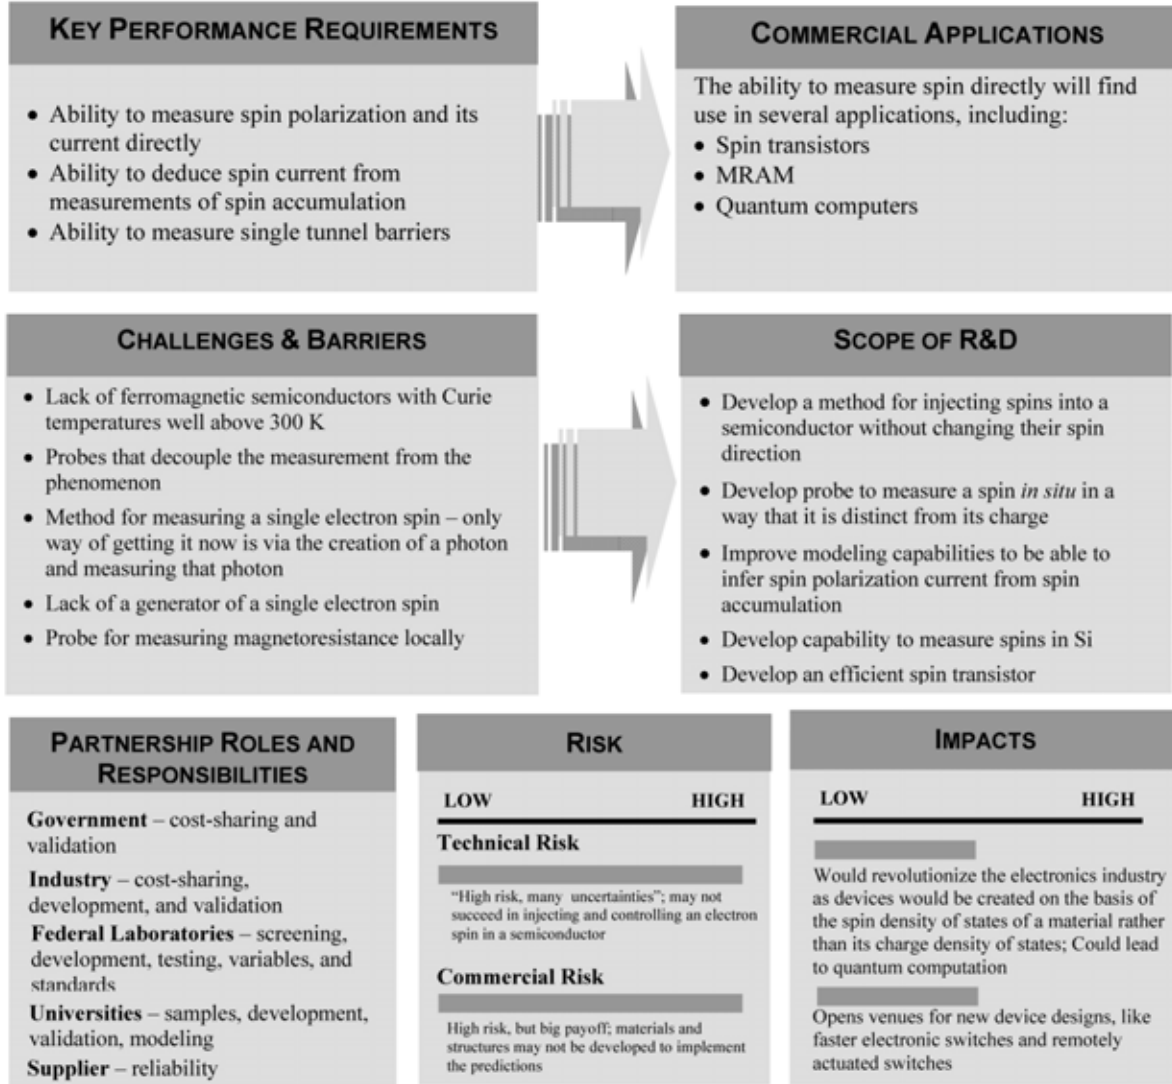 KEY PERFORMANCE REQUIREMENTS
• Ability to measure spin polarization and its
current directly
• Ability to deduce spin current from
measurements of spin accumulation
• Ability to measure single tunnel barriers
COMMERCIAL APPLICATIONS
The ability to measure spin directly will find
use in several applications, including:
• Spin transistors
• MRAM
• Quantum computers
CHALLENGES & BARRIERS
• Lack of ferromagnetic semiconductors with Curie
temperatures well above 300 K
• Probes that decouple the measurement from the
phenomenon
• Method for measuring a single electron spin – only
way of getting it now is via the creation of a photon
and measuring that photon
• Lack of a generator of a single electron spin
• Probe for measuring magnetoresistance locally
SCOPE OF R&D
• Develop a method for injecting spins into a
semiconductor without changing their spin
direction
• Develop probe to measure a spin in situ in a
way that it is distinct from its charge
• Improve modeling capabilities to be able to
infer spin polarization current from spin
accumulation
• Develop capability to measure spins in Si
• Develop an efficient spin transistor
PARTNERSHIP ROLES AND
RESPONSIBILITIES
Government – cost-sharing and
validation
Industry – cost-sharing,
development, and validation
Federal Laboratories – screening,
development, testing, variables, and
standards
Universities – samples, development,
validation, modeling
Supplier – reliability
RISK
LOW HIGH
Technical Risk
“High risk, many uncertainties”; may not
succeed in injecting and controlling an electron
spin in a semiconductor
Commercial Risk
High risk, but big payoff; materials and
structures may not be developed to implement
the predictions
IMPACTS
LOW HIGH
Would revolutionize the electronics industry
as devices would be created on the basis of
the spin density of states of a material rather
than its charge density of states; Could lead
to quantum computation
Opens venues for new device designs, like
faster electronic switches and remotely
actuated switches